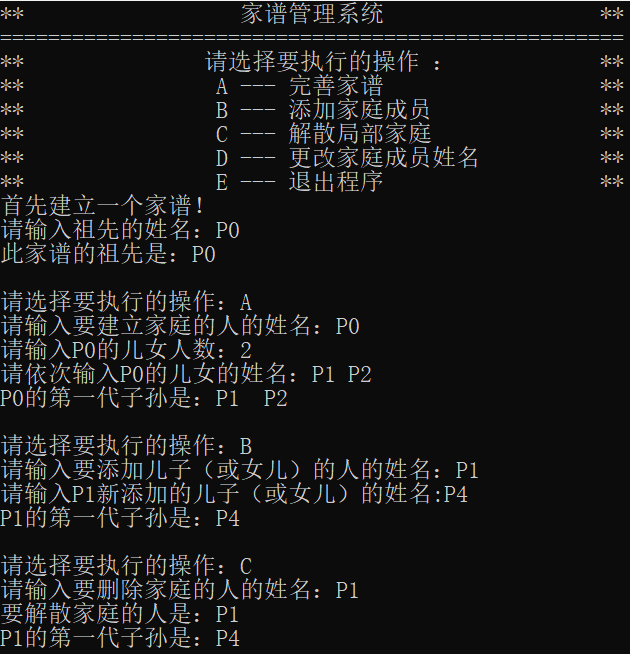 ** 家谱管理系统 **
====================================================
** 请选择要执行的操作 ： **
** A --- 完善家谱 **
** B --- 添加家庭成员 **
** C --- 解散局部家庭 **
** D --- 更改家庭成员姓名 **
** E --- 退出程序 **
首先建立一个家谱！
请输入祖先的姓名：P0
此家谱的祖先是：P0
请选择要执行的操作：A
请输入要建立家庭的人的姓名：P0
请输入P0的儿女人数：2
请依次输入P0的儿女的姓名：P1 P2
P0的第一代子孙是：P1  P2
请选择要执行的操作：B
请输入要添加儿子（或女儿）的人的姓名：P1
请输入P1新添加的儿子（或女儿）的姓名:P4
P1的第一代子孙是：P4
请选择要执行的操作：C
请输入要删除家庭的人的姓名：P1
要解散家庭的人是：P1
P1的第一代子孙是：P4